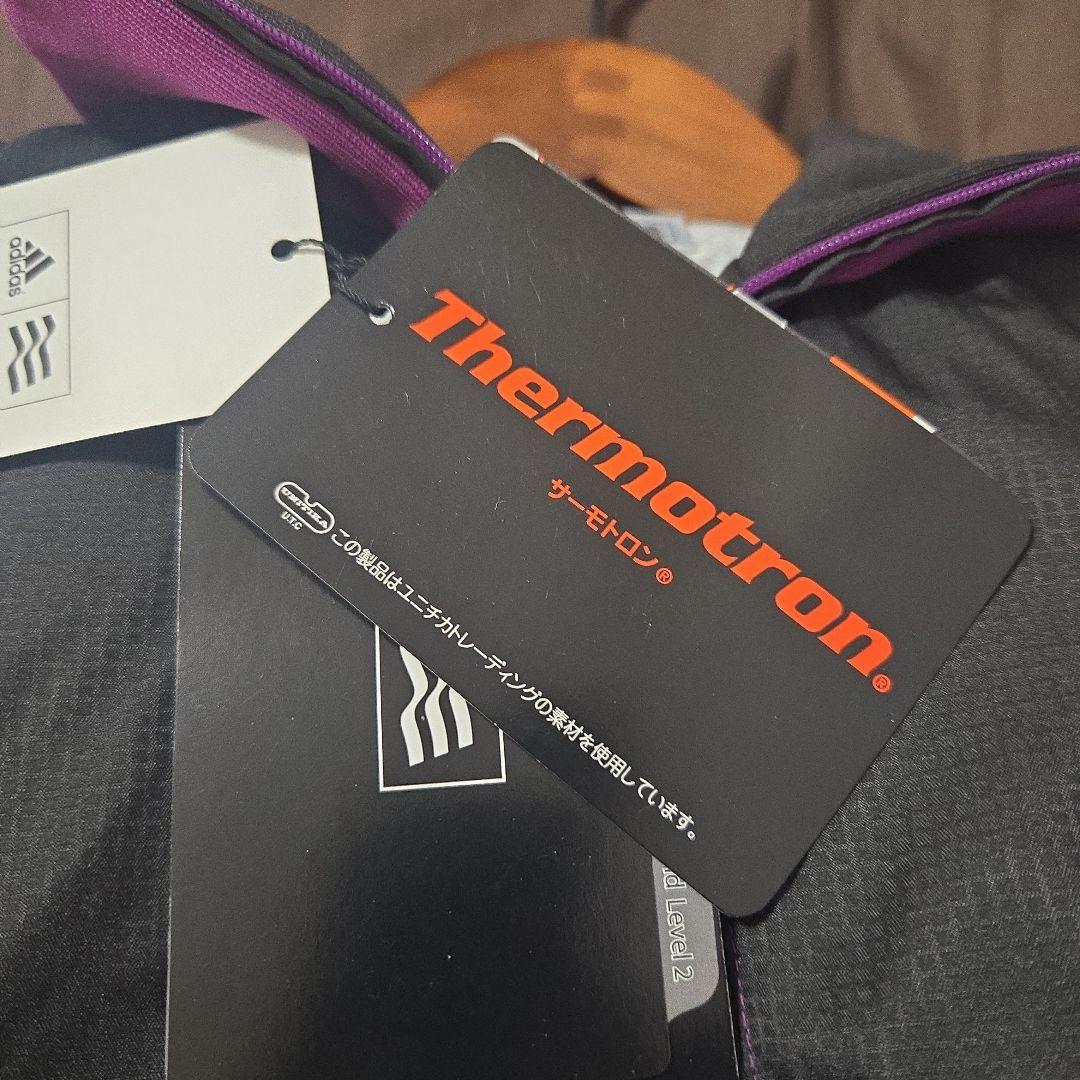 adidas
Thermotron®
サーモトロン®
UNITIKA
U.T.C
この製品はユニチカトレーディングの素材を使用しています。
Level 2